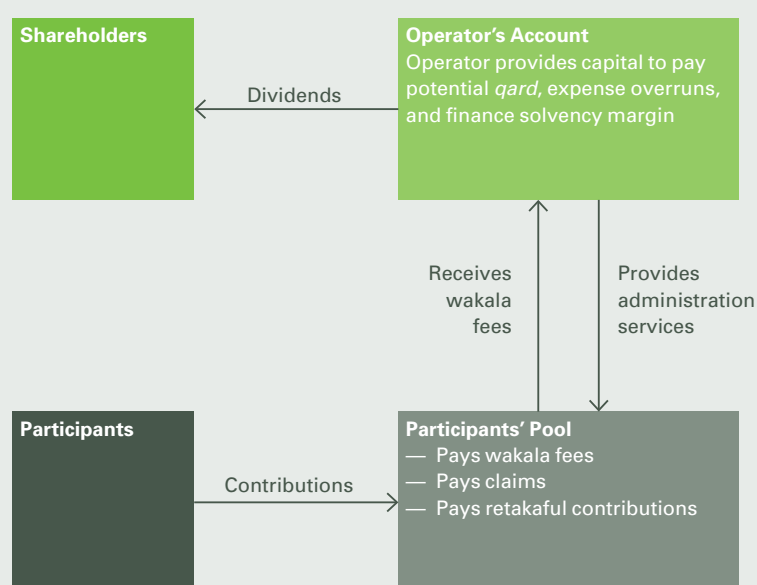 Shareholders
Dividends
Operator’s Account
Operator provides capital to pay
potential qard, expense overruns,
and finance solvency margin
Receives
wakala
fees
Provides
administration
services
Participants
Contributions
Participants’ Pool
— Pays wakala fees
— Pays claims
— Pays retakaful contributions